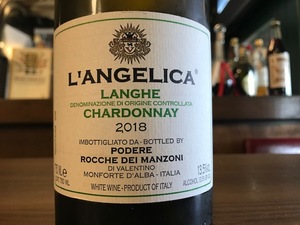 L'ANGELICA®
LANGHE
DENOMINAZIONE DI ORIGINE CONTROLLATA
CHARDONNAY
2018
IMBOTTIGLIATO DA - BOTTLED BY
PODERE
ROCCHE DEI MANZONI
DI VALENTINO
MONFORTE D'ALBA - ITALIA
WHITE WINE - PRODUCT OF ITALY